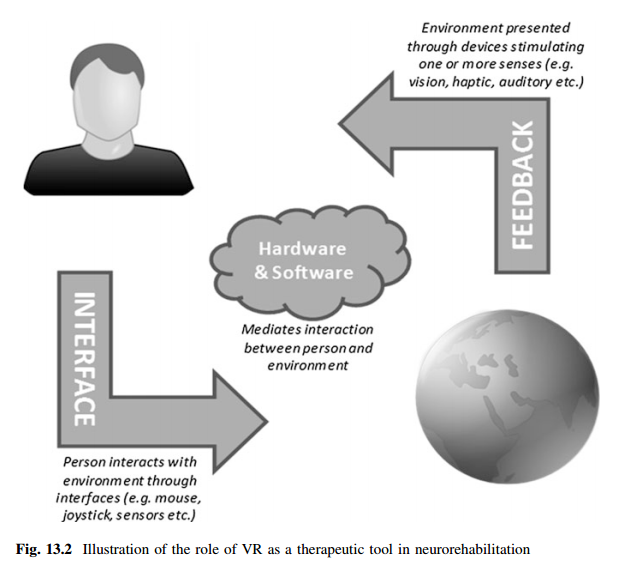 Environment presented
through devices stimulating
one or more senses (e.g.
vision, haptic, auditory etc.)
FEEDBACK
Hardware
& Software
Mediates interaction
between person and
environment
INTERFACE
Person interacts with
environment through
interfaces (e.g. mouse,
joystick, sensors etc.)
Fig. 13.2 Illustration of the role of VR as a therapeutic tool in neurorehabilitation